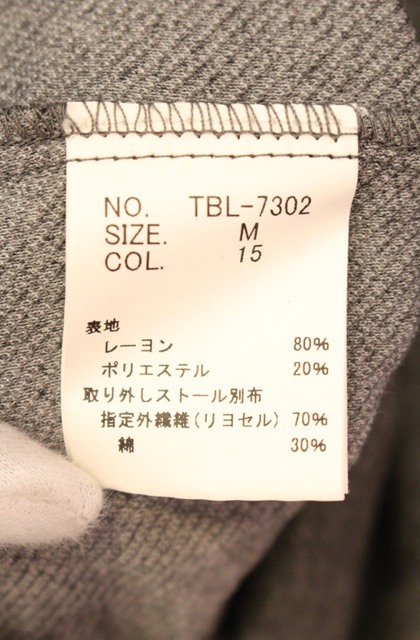 NO. TBL-7302
SIZE. M
COL. 15
表地
レーヨン 80%
ポリエステル 20%
取り外しストール別布
指定外繊維(リヨセル) 70%
綿 30%